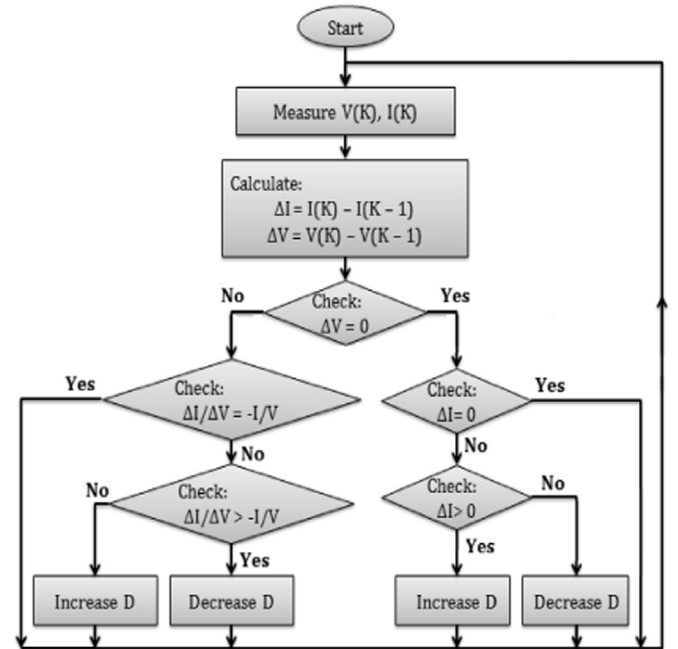 Start
Measure V(K), I(K)
Calculate:
ΔI = I(K) – I(K – 1)
ΔV = V(K) – V(K – 1)
No
Check:
ΔV = 0
Yes
Yes
Check:
ΔI/ΔV = -I/V
Check:
ΔI= 0
Yes
No
No
No
Check:
ΔI/ΔV > -I/V
Check:
ΔI> 0
No
Yes
Yes
Increase D
Decrease D
Increase D
Decrease D